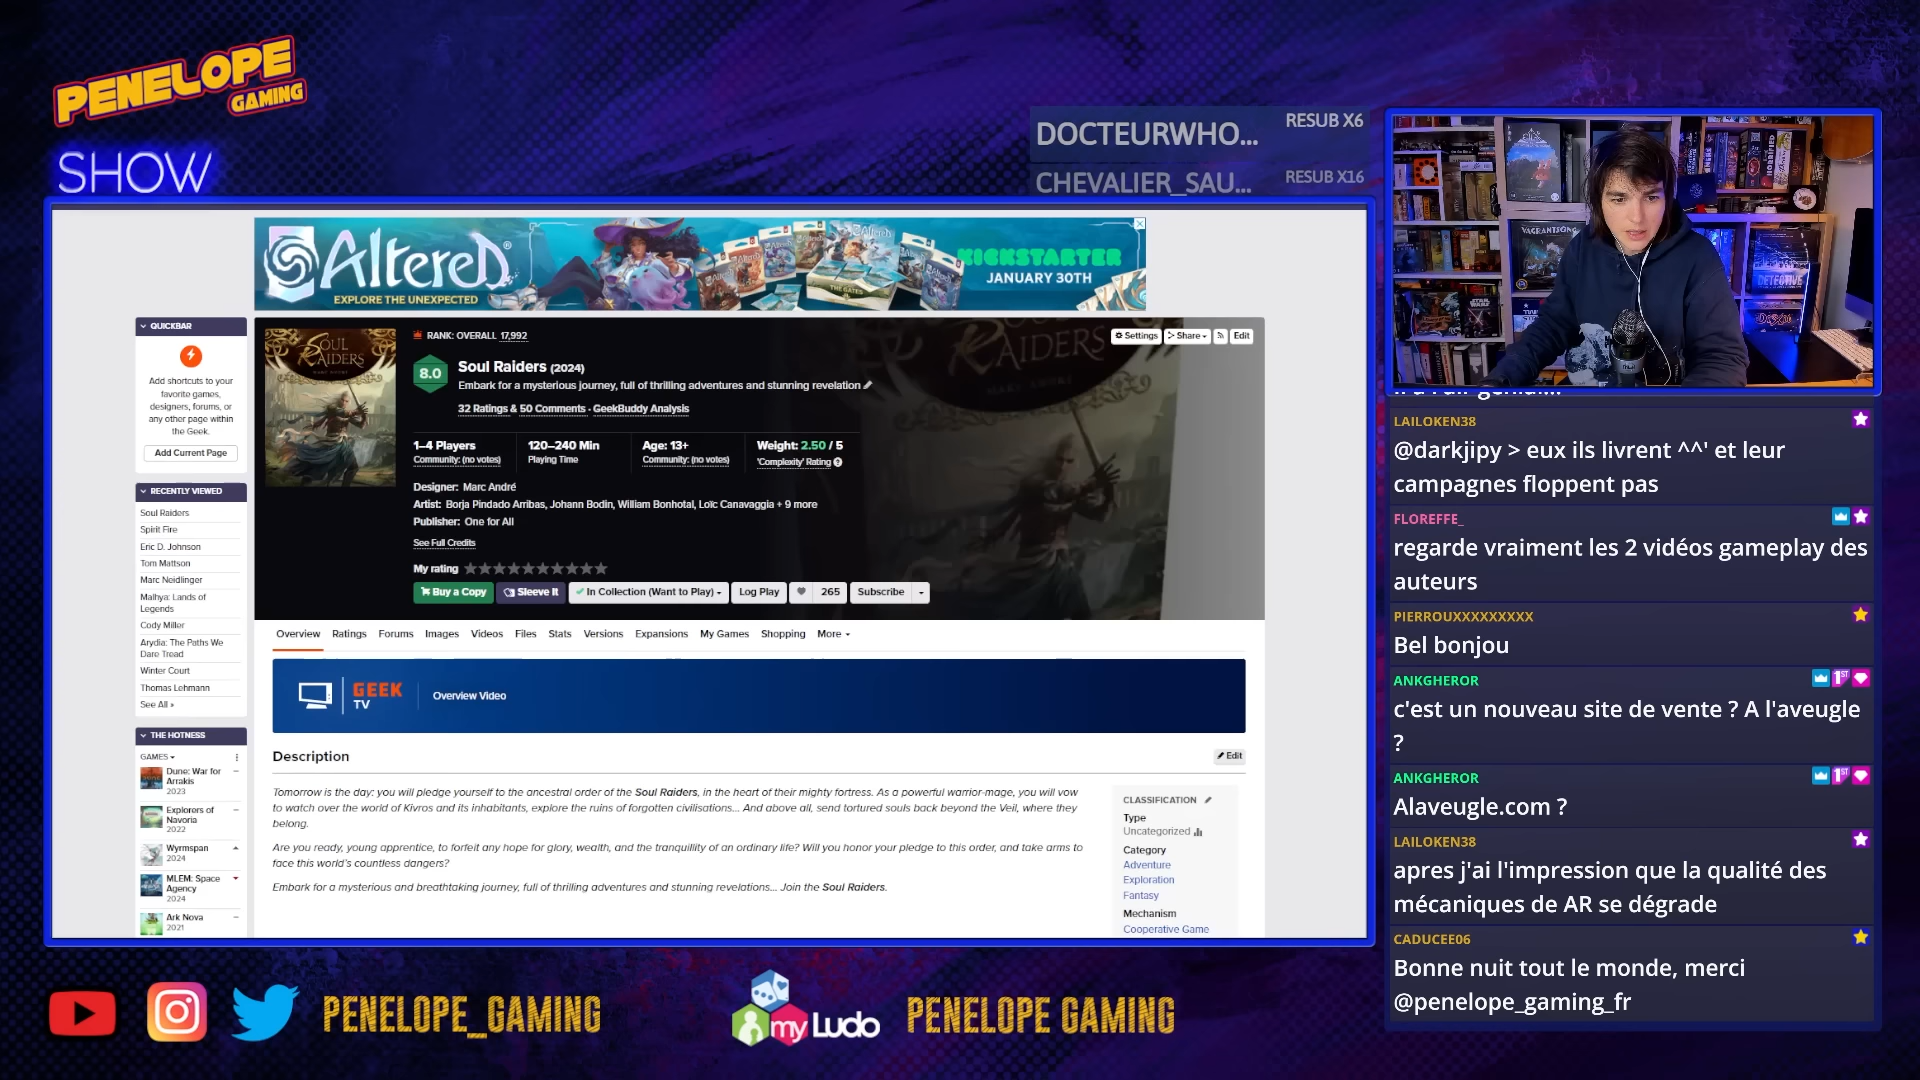 PENELOPE
GAMING
SHOW
DOCTEURWHO...
RESUB X6
CHEVALIER_SAU...
RESUB X16
AlTereD®
EXPLORE THE UNEXPECTED
KICKSTARTER
JANUARY 30TH
QUICKBAR
Add shortcuts to your
favorite games,
designers, forums, or
any other page within
the Geek.
Add Current Page
RECENTLY VIEWED
Soul Raiders
Spirit Fire
Eric D. Johnson
Tom Mattson
Marc Neidlinger
Malhya: Lands of
Legends
Cody Miller
Arydia: The Paths We
Dare Tread
Winter Court
Thomas Lehmann
See All »
THE HOTNESS
GAMES
Dune: War for
Arrakis
2023
Explorers of
Navoria
2022
Wyrmspan
2024
MLEM: Space
Agency
2024
Ark Nova
2021
SOUL
RAIDERS
RANK: OVERALL 17,992
Settings
Share
Edit
8.0
Soul Raiders (2024)
Embark for a mysterious journey, full of thrilling adventures and stunning revelation
32 Ratings & 50 Comments · GeekBuddy Analysis
1–4 Players
Community: (no votes)
120–240 Min
Playing Time
Age: 13+
Community: (no votes)
Weight: 2.50 / 5
'Complexity' Rating
Designer: Marc André
Artist: Borja Pindado Arribas, Johann Bodin, William Bonhotal, Loïc Canavaggia + 9 more
Publisher: One for All
See Full Credits
My rating
Buy a Copy
Sleeve It
In Collection (Want to Play)
Log Play
265
Subscribe
Overview
Ratings
Forums
Images
Videos
Files
Stats
Versions
Expansions
My Games
Shopping
More
GEEK
TV
Overview Video
Description
Edit
Tomorrow is the day: you will pledge yourself to the ancestral order of the Soul Raiders, in the heart of their mighty fortress. As a powerful warrior-mage, you will vow
to watch over the world of Kivros and its inhabitants, explore the ruins of forgotten civilisations... And above all, send tortured souls back beyond the Veil, where they
belong.
Are you ready, young apprentice, to forfeit any hope for glory, wealth, and the tranquillity of an ordinary life? Will you honor your pledge to this order, and take arms to
face this world's countless dangers?
Embark for a mysterious and breathtaking journey, full of thrilling adventures and stunning revelations... Join the Soul Raiders.
CLASSIFICATION
Type
Uncategorized
Category
Adventure
Exploration
Fantasy
Mechanism
Cooperative Game
VAGRANTSONG
DETECTIVE
STAR
WARS
LAILOKEN38
@darkjipy > eux ils livrent ^^' et leur
campagnes floppent pas
FLOREFFE_
regarde vraiment les 2 vidéos gameplay des
auteurs
PIERROUXXXXXXXXX
Bel bonjou
ANKGHEROR
1ST
c'est un nouveau site de vente ? A l'aveugle
?
ANKGHEROR
1ST
Alaveugle.com ?
LAILOKEN38
apres j'ai l'impression que la qualité des
mécaniques de AR se dégrade
CADUCEE06
Bonne nuit tout le monde, merci
@penelope_gaming_fr
PENELOPE_GAMING
myLudo
PENELOPE GAMING